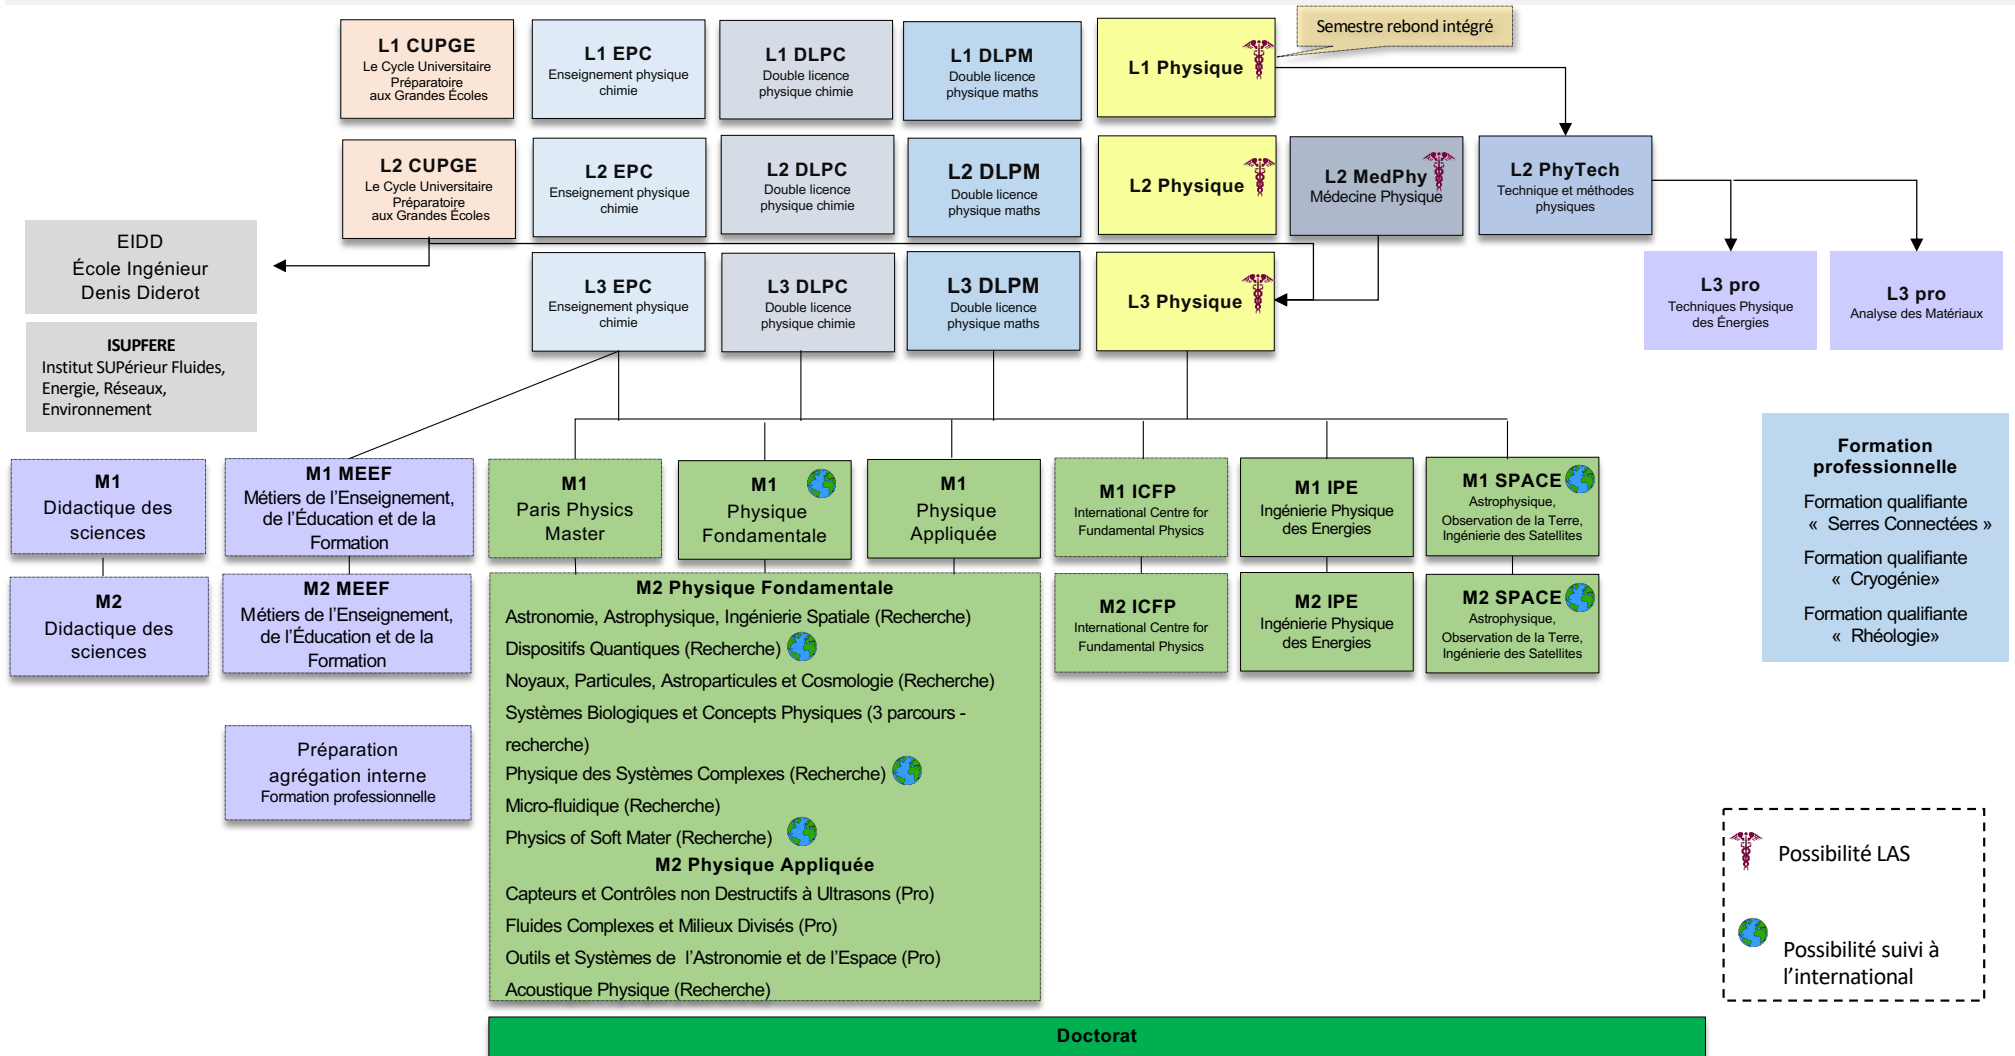 Semestre rebond intégré
L1 CUPGE
Le Cycle Universitaire
Préparatoire
aux Grandes Écoles
L1 EPC
Enseignement physique
chimie
L1 DLPC
Double licence
physique chimie
L1 DLPM
Double licence
physique maths
L1 Physique
L2 CUPGE
Le Cycle Universitaire
Préparatoire
aux Grandes Écoles
L2 EPC
Enseignement physique
chimie
L2 DLPC
Double licence
physique chimie
L2 DLPM
Double licence
physique maths
L2 Physique
L2 MedPhy
Médecine Physique
L2 PhyTech
Technique et méthodes
physiques
EIDD
École Ingénieur
Denis Diderot
L3 EPC
Enseignement physique
chimie
L3 DLPC
Double licence
physique chimie
L3 DLPM
Double licence
physique maths
L3 Physique
L3 pro
Techniques Physique
des Énergies
L3 pro
Analyse des Matériaux
ISUPFERE
Institut SUPérieur Fluides,
Energie, Réseaux,
Environnement
M1
Didactique des
sciences
M1 MEEF
Métiers de l'Enseignement,
de l'Éducation et de la
Formation
M1
Paris Physics
Master
M1
Physique
Fondamentale
M1
Physique
Appliquée
M1 ICFP
International Centre for
Fundamental Physics
M1 IPE
Ingénierie Physique
des Energies
M1 SPACE
Astrophysique,
Observation de la Terre,
Ingénierie des Satellites
Formation
professionnelle
Formation qualifiante
« Serres Connectées »
Formation qualifiante
« Cryogénie»
Formation qualifiante
« Rhéologie»
M2
Didactique des
sciences
M2 MEEF
Métiers de l'Enseignement,
de l'Éducation et de la
Formation
M2 Physique Fondamentale
Astronomie, Astrophysique, Ingénierie Spatiale (Recherche)
Dispositifs Quantiques (Recherche)
Noyaux, Particules, Astroparticules et Cosmologie (Recherche)
Systèmes Biologiques et Concepts Physiques (3 parcours -
recherche)
Physique des Systèmes Complexes (Recherche)
Micro-fluidique (Recherche)
Physics of Soft Mater (Recherche)
M2 Physique Appliquée
Capteurs et Contrôles non Destructifs à Ultrasons (Pro)
Fluides Complexes et Milieux Divisés (Pro)
Outils et Systèmes de l'Astronomie et de l'Espace (Pro)
Acoustique Physique (Recherche)
M2 ICFP
International Centre for
Fundamental Physics
M2 IPE
Ingénierie Physique
des Energies
M2 SPACE
Astrophysique,
Observation de la Terre,
Ingénierie des Satellites
Préparation
agrégation interne
Formation professionnelle
Possibilité LAS
Possibilité suivi à
l'international
Doctorat